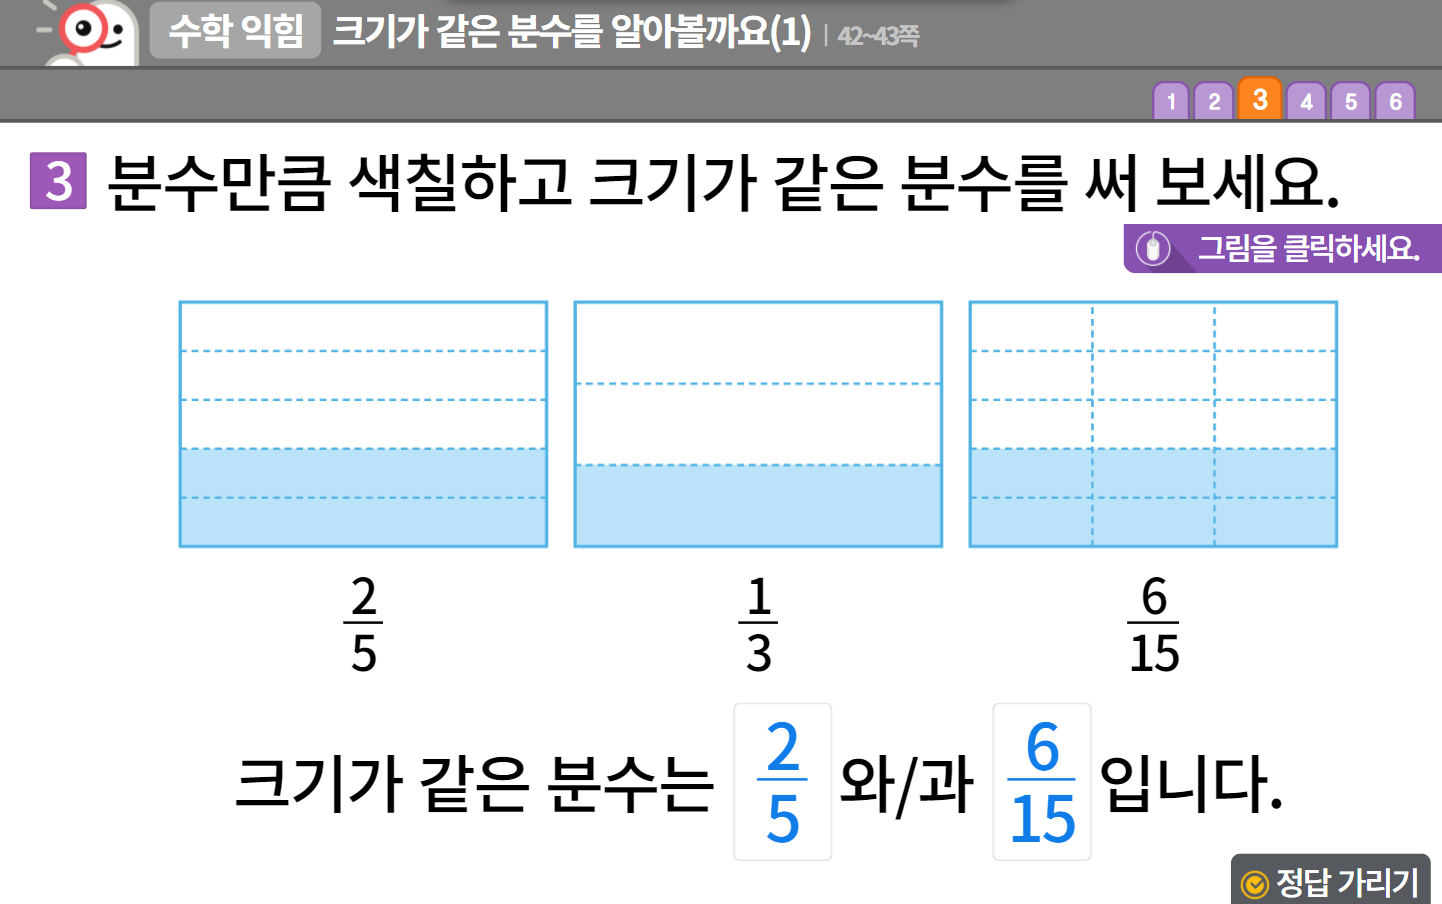 수학 익힘 크기가 같은 분수를 알아볼까요(1) | 42~43쪽
1 2 3 4 5 6
3 분수만큼 색칠하고 크기가 같은 분수를 써 보세요.
그림을 클릭하세요.
2/5 1/3 6/15
크기가 같은 분수는 2/5 와/과 6/15 입니다.
정답 가리기